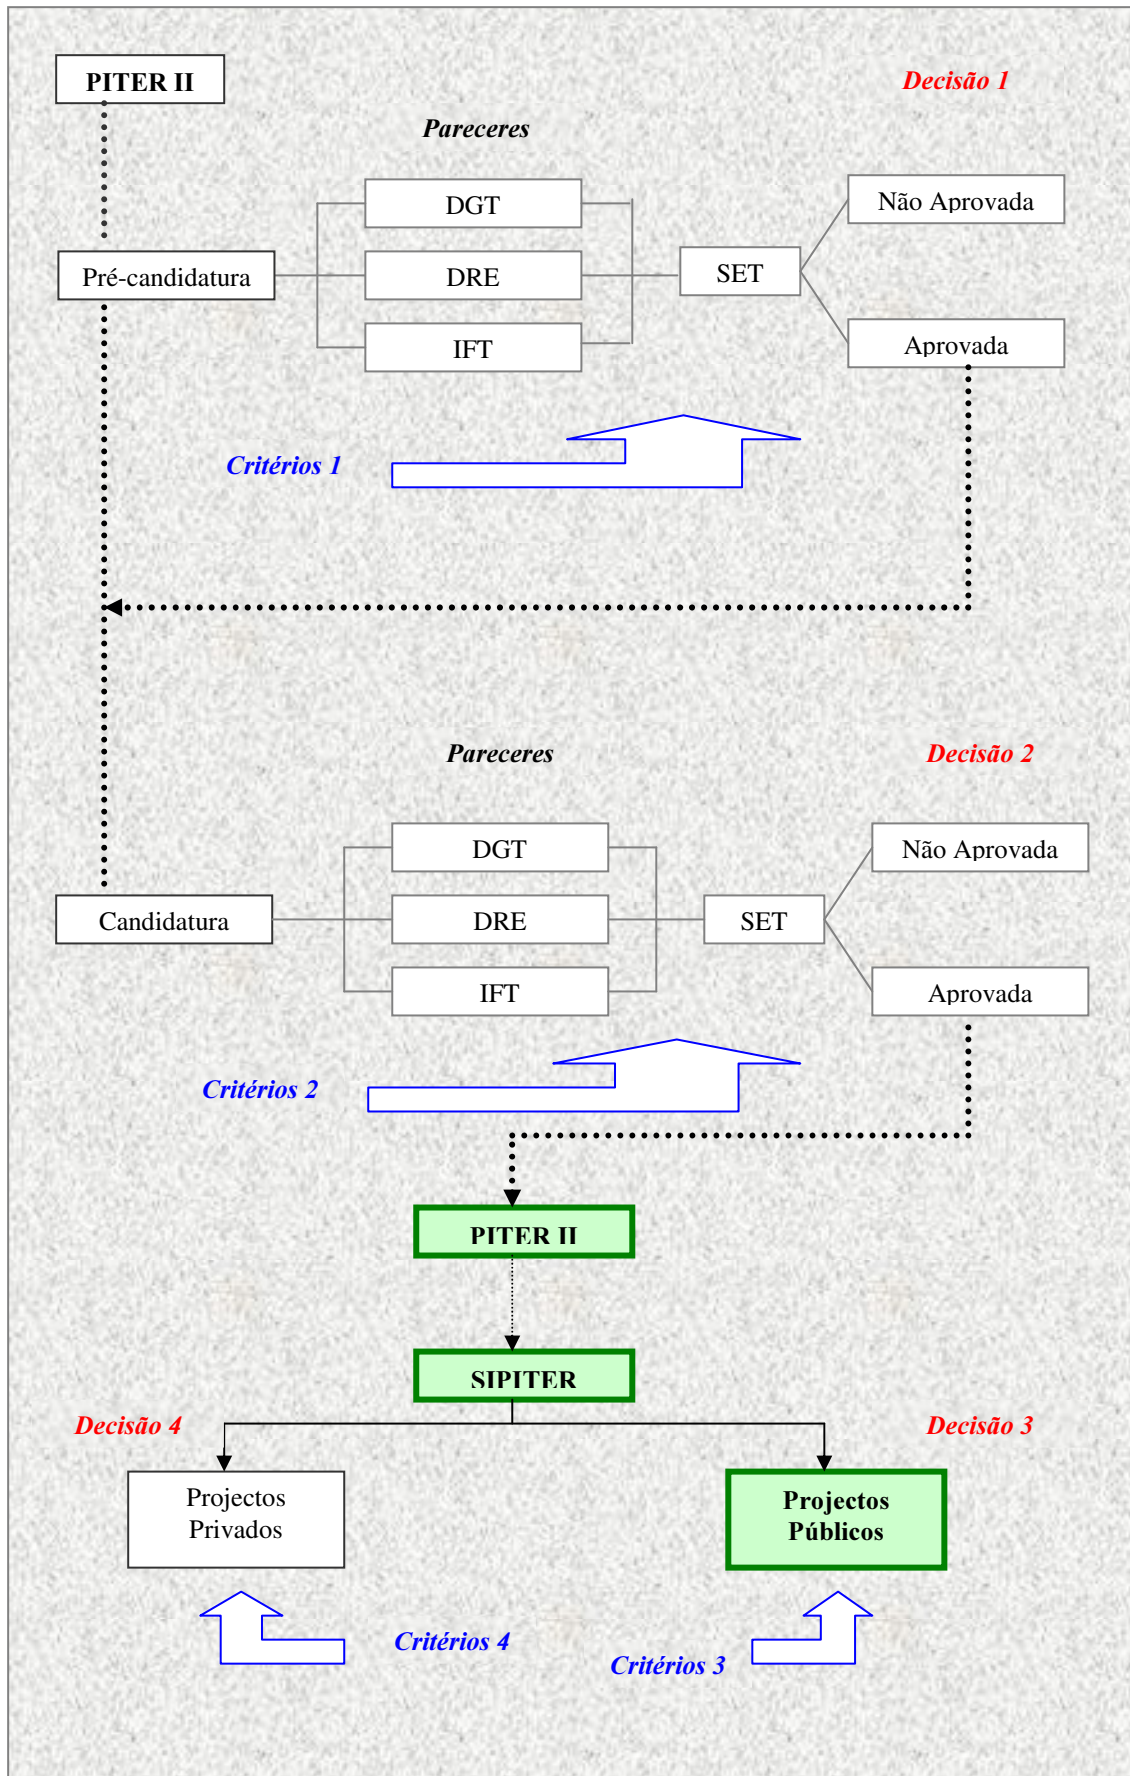 PITER II
Decisão 1
Pareceres
DGT
Não Aprovada
Pré-candidatura
DRE
SET
IFT
Aprovada
Critérios 1
Pareceres
Decisão 2
DGT
Não Aprovada
Candidatura
DRE
SET
IFT
Aprovada
Critérios 2
PITER II
SIPITER
Decisão 4
Decisão 3
Projectos
Privados
Projectos
Públicos
Critérios 4
Critérios 3